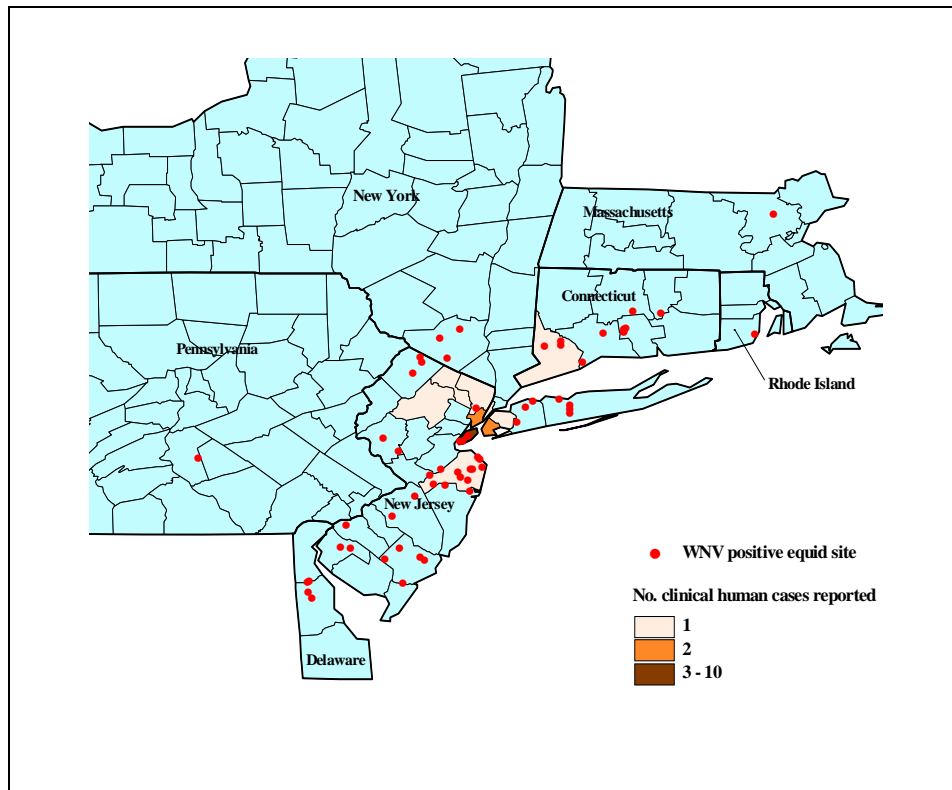 New York
Massachusetts
Connecticut
Pennsylvania
Rhode Island
New Jersey
WNV positive equid site
No. clinical human cases reported
1
2
3 - 10
Delaware